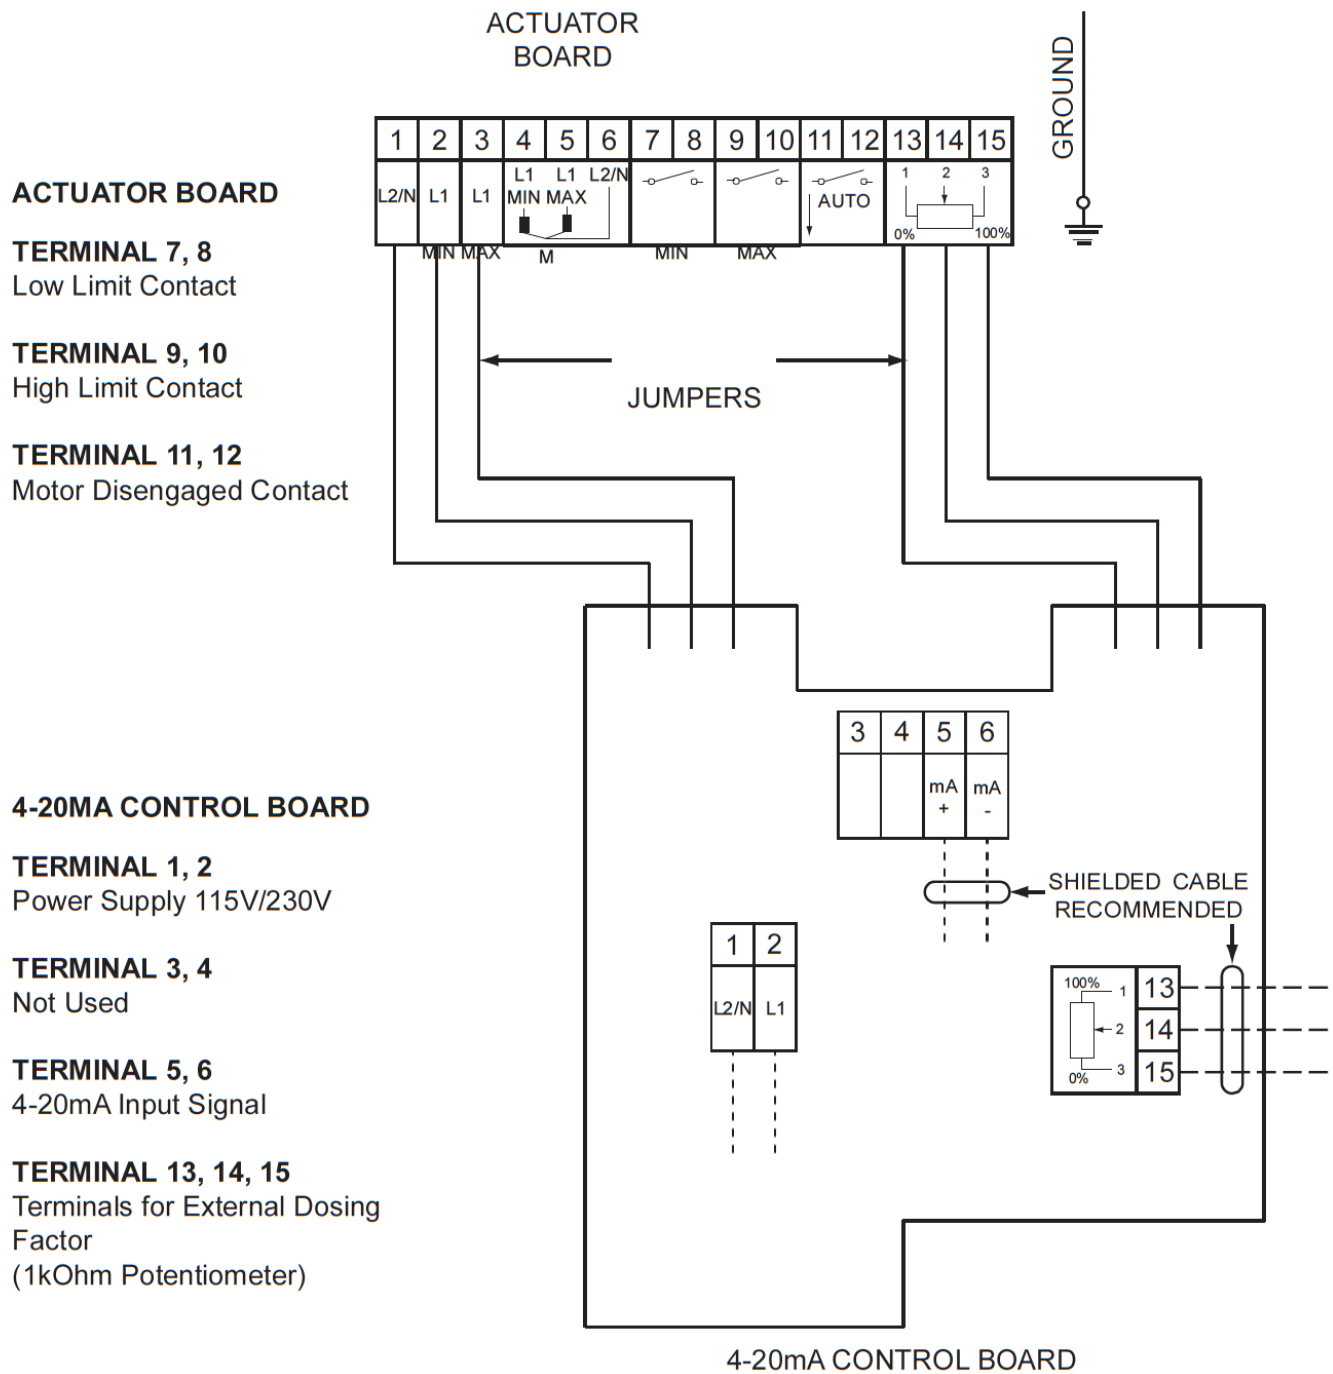 ACTUATOR
BOARD
GROUND
1 2 3 4 5 6 7 8 9 10 11 12 13 14 15
L2/N L1 L1 L1 L1 L2/N 1 2 3
MIN MAX AUTO
0% 100%
MIN MAX M MIN MAX
JUMPERS
ACTUATOR BOARD
TERMINAL 7, 8
Low Limit Contact
TERMINAL 9, 10
High Limit Contact
TERMINAL 11, 12
Motor Disengaged Contact
4-20MA CONTROL BOARD
TERMINAL 1, 2
Power Supply 115V/230V
TERMINAL 3, 4
Not Used
TERMINAL 5, 6
4-20mA Input Signal
TERMINAL 13, 14, 15
Terminals for External Dosing
Factor
(1kOhm Potentiometer)
3 4 5 6
mA mA
+ -
SHIELDED CABLE
RECOMMENDED
1 2
L2/N L1
100% 1 13
2 14
0% 3 15
4-20mA CONTROL BOARD